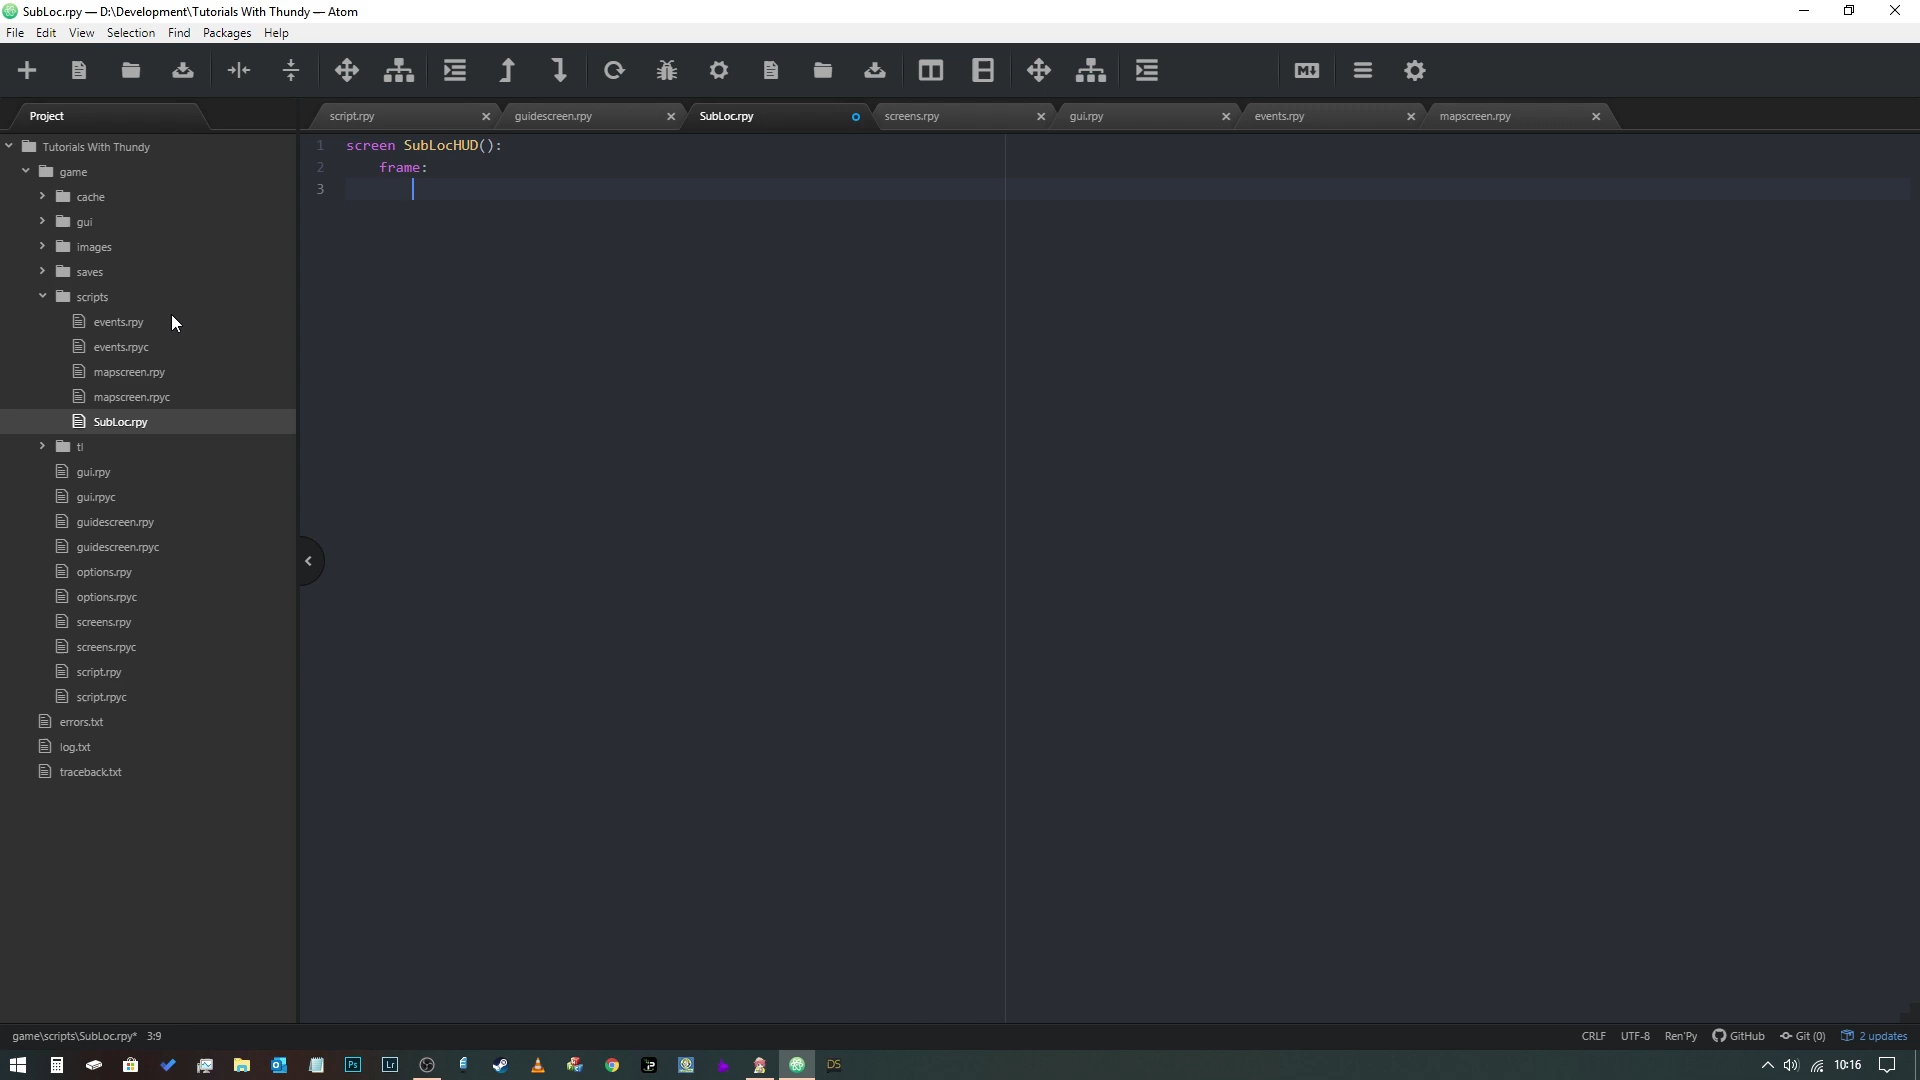 SubLoc.rpy — D:\Development\Tutorials With Thundy — Atom
File Edit View Selection Find Packages Help
M↓
Project script.rpy guidescreen.rpy SubLoc.rpy screens.rpy gui.rpy events.rpy mapscreen.rpy
Tutorials With Thundy
game
cache
gui
images
saves
scripts
events.rpy
events.rpyc
mapscreen.rpy
mapscreen.rpyc
SubLoc.rpy
tl
gui.rpy
gui.rpyc
guidescreen.rpy
guidescreen.rpyc
options.rpy
options.rpyc
screens.rpy
screens.rpyc
script.rpy
script.rpyc
errors.txt
log.txt
traceback.txt
1 screen SubLocHUD():
2 frame:
3
game\scripts\SubLoc.rpy* 3:9
CRLF UTF-8 Ren'Py GitHub Git (0) 2 updates
Ps Lr DS 10:16